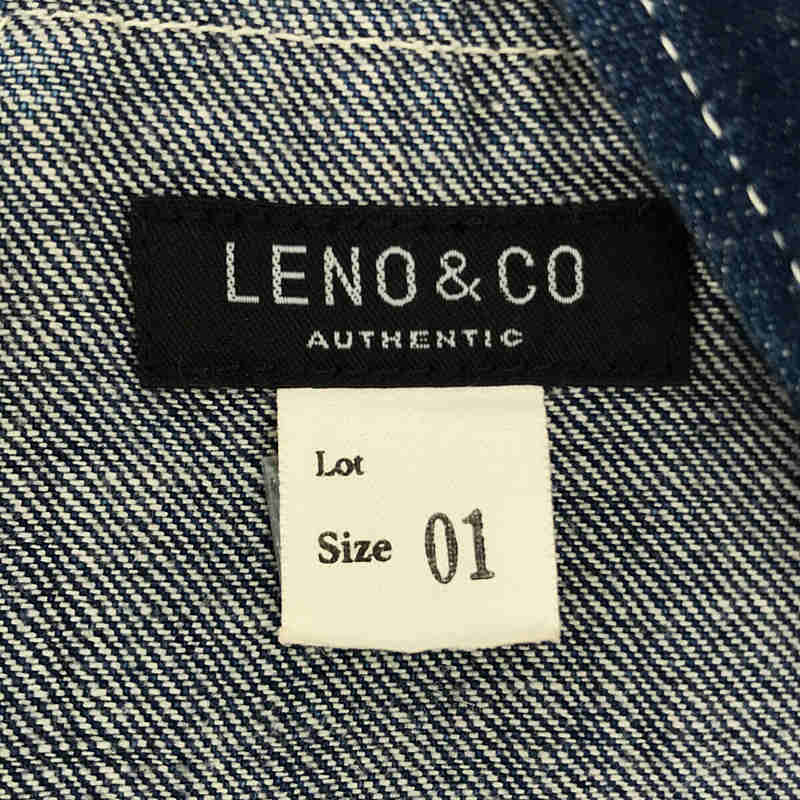 LENO & CO
AUTHENTIC
Lot
Size 01